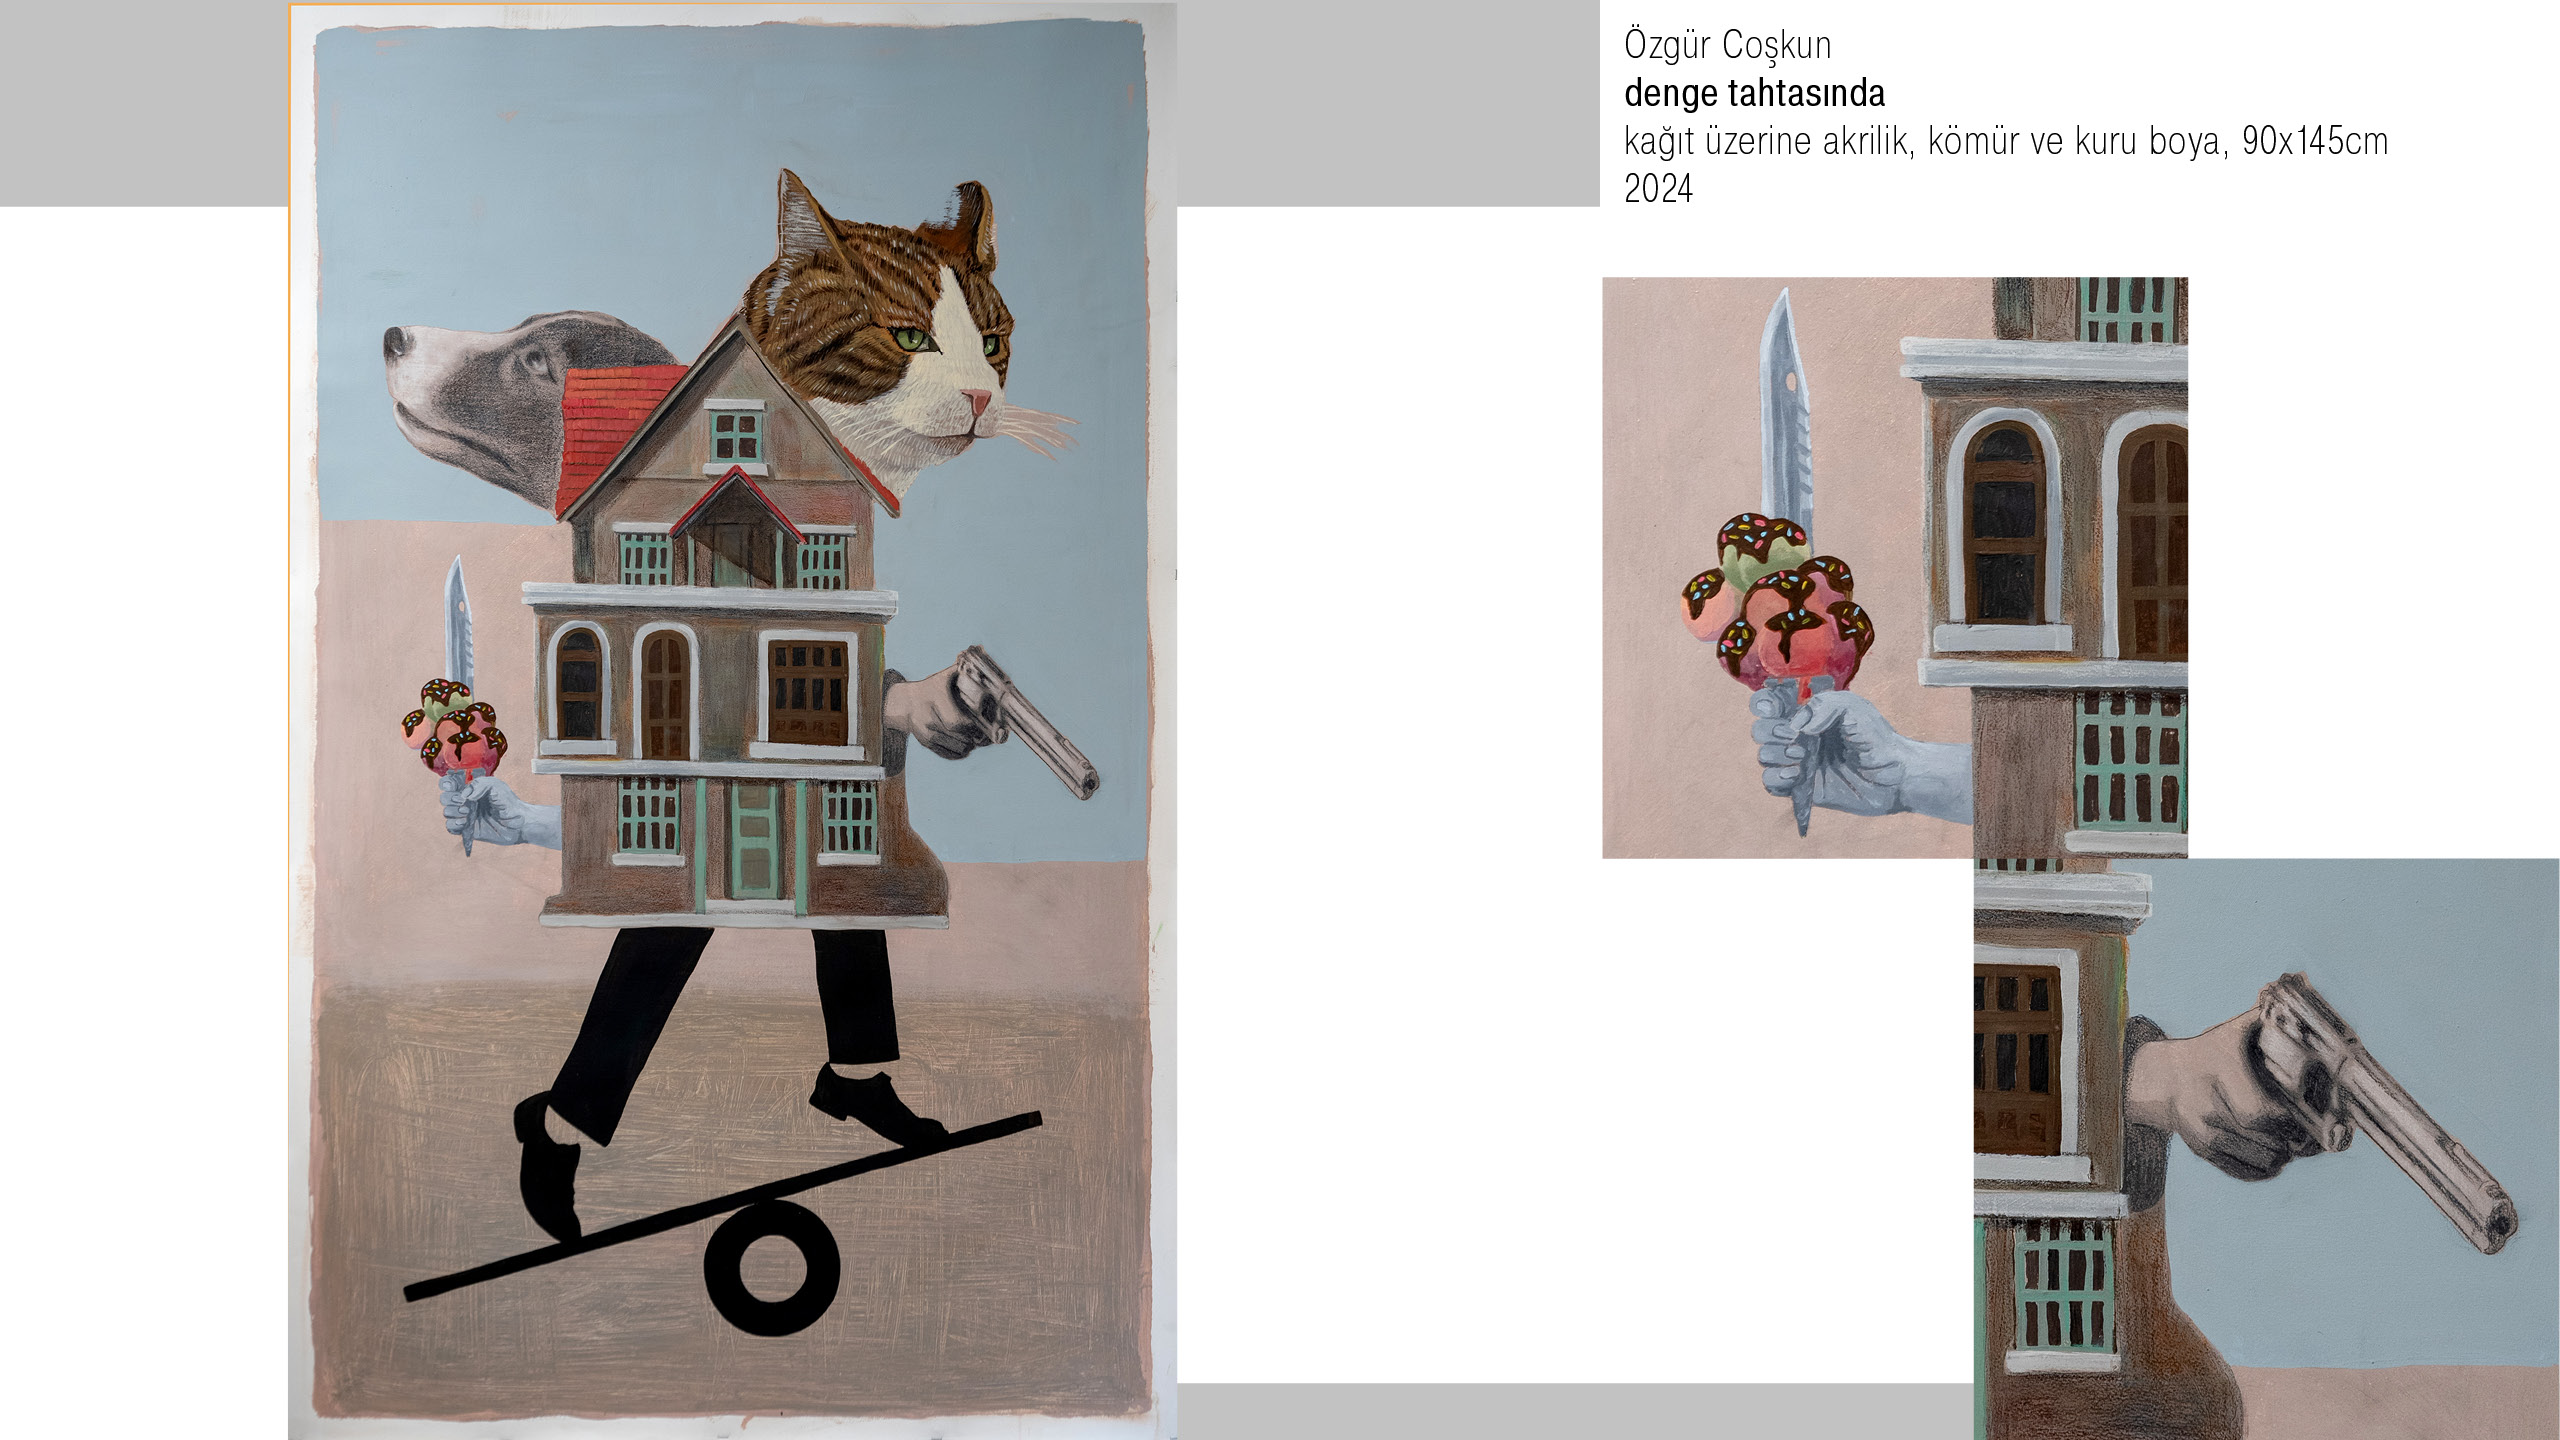 Özgür Coşkun
denge tahtasında
kağıt üzerine akrilik, kömür ve kuru boya, 90x145cm
2024